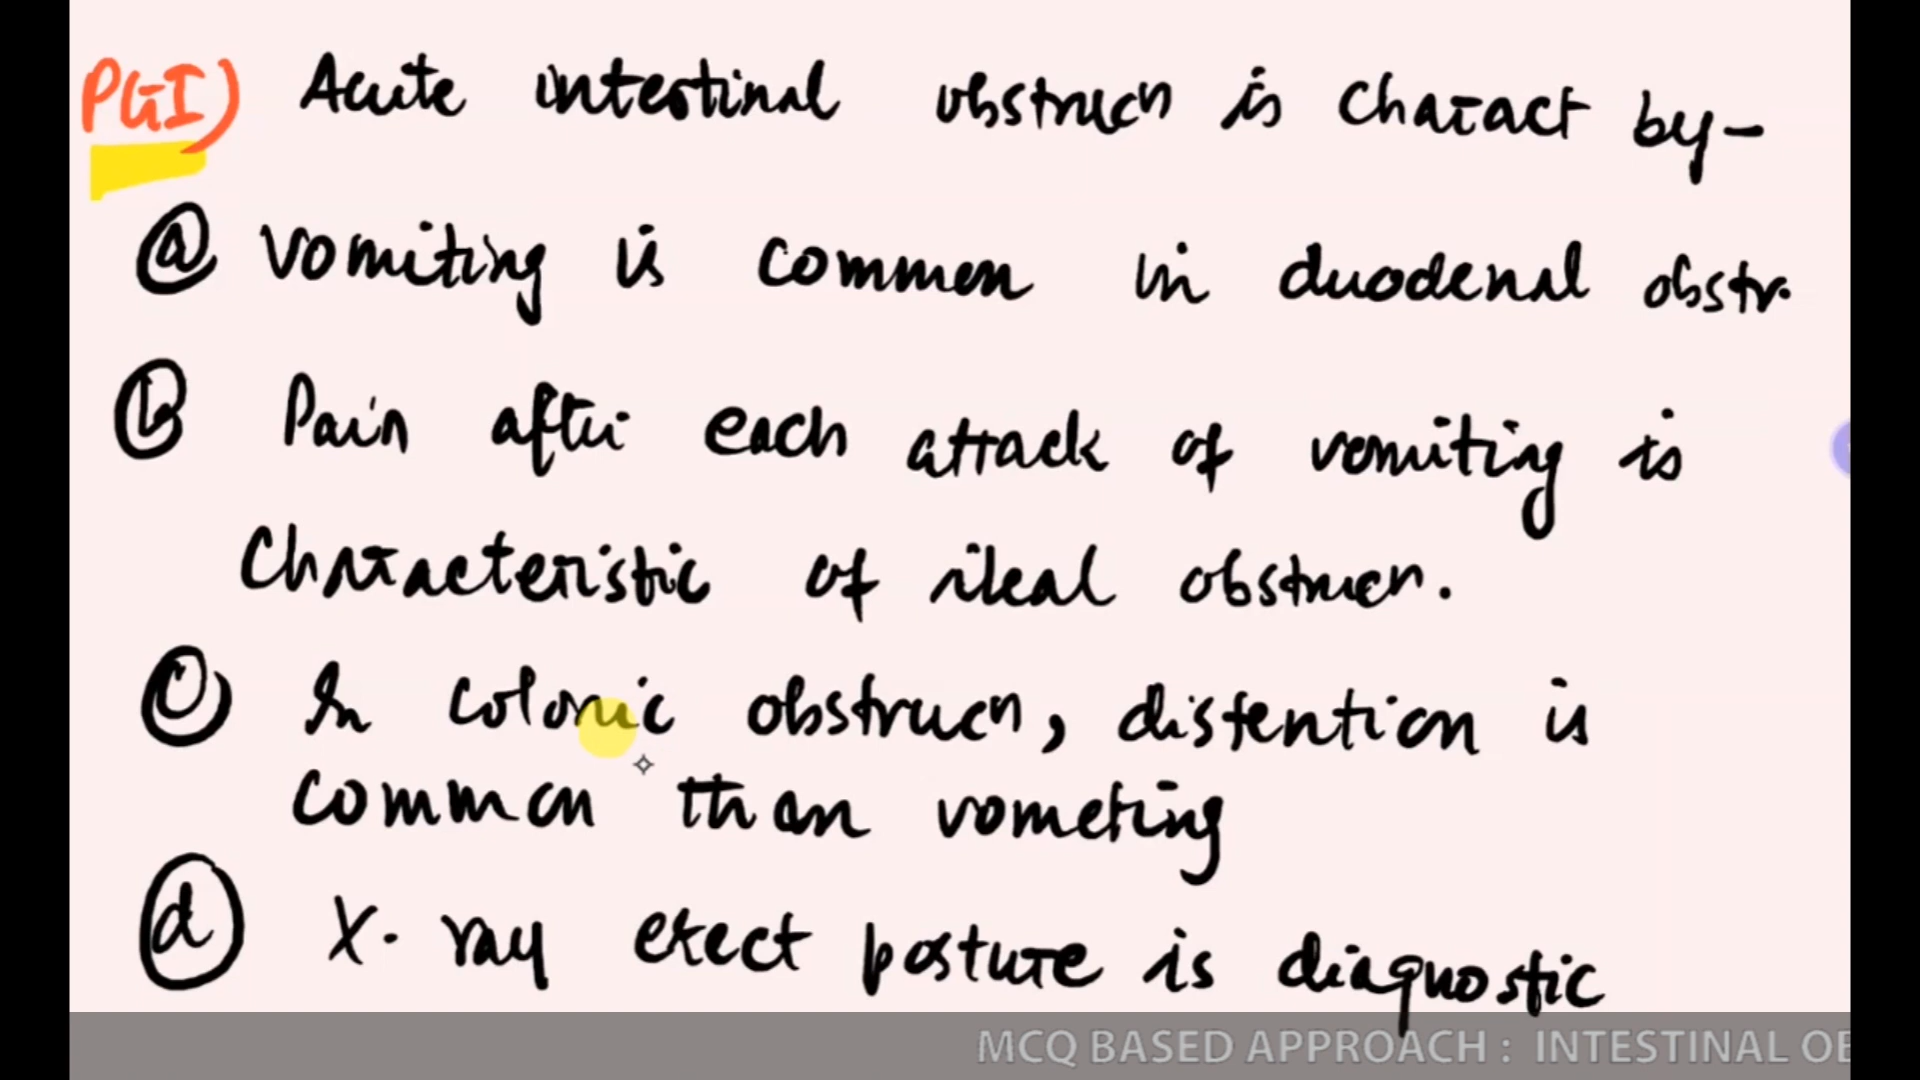 PGI) Acute intestinal obstrucn is charact by-
(a) Vomiting is common in duodenal obstr.
(b) Pain after each attack of vomiting is
Characteristic of ileal obstrucn.
(c) In colonic obstrucn, distention is
common than vometing
(d) X-ray erect posture is diagnostic
MCQ BASED APPROACH : INTESTINAL OB